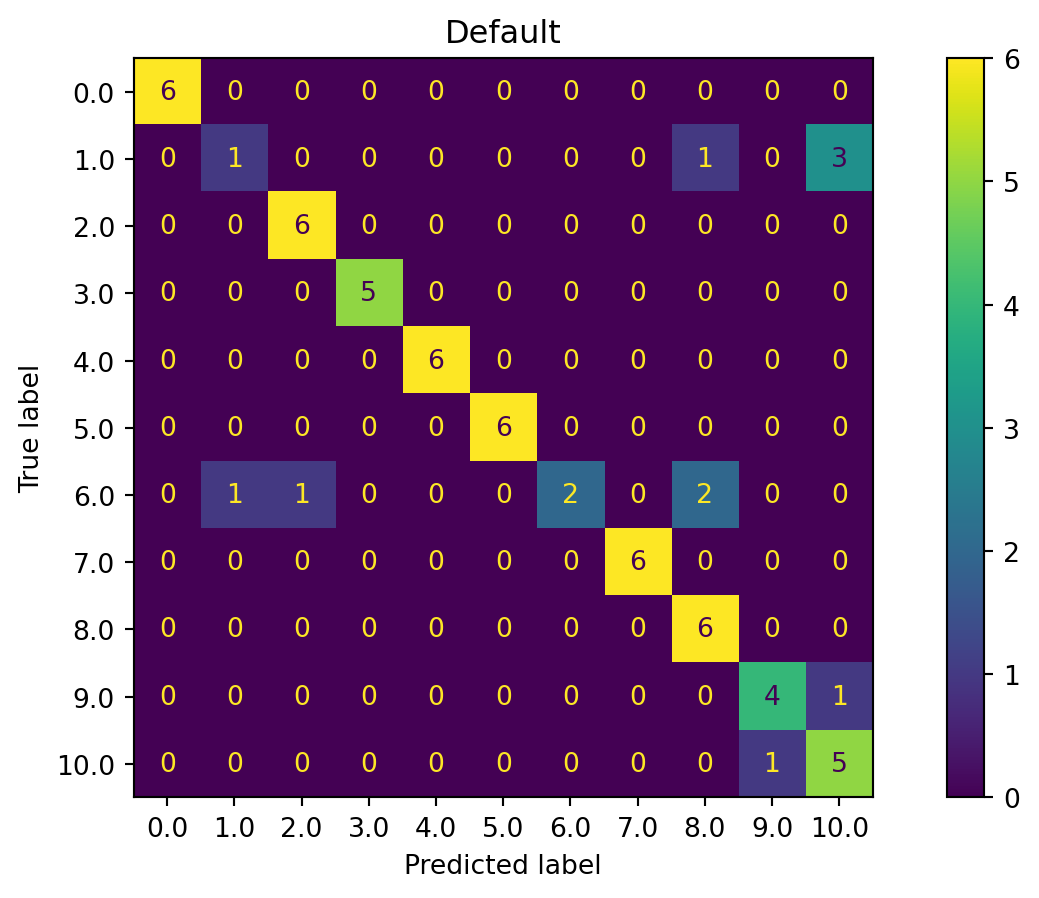 Default
True label
0.0 6 0 0 0 0 0 0 0 0 0 0
1.0 0 1 0 0 0 0 0 0 1 0 3
2.0 0 0 6 0 0 0 0 0 0 0 0
3.0 0 0 0 5 0 0 0 0 0 0 0
4.0 0 0 0 0 6 0 0 0 0 0 0
5.0 0 0 0 0 0 6 0 0 0 0 0
6.0 0 1 1 0 0 0 2 0 2 0 0
7.0 0 0 0 0 0 0 0 6 0 0 0
8.0 0 0 0 0 0 0 0 0 6 0 0
9.0 0 0 0 0 0 0 0 0 0 4 1
10.0 0 0 0 0 0 0 0 0 0 1 5
0.0 1.0 2.0 3.0 4.0 5.0 6.0 7.0 8.0 9.0 10.0
Predicted label
6
5
4
3
2
1
0